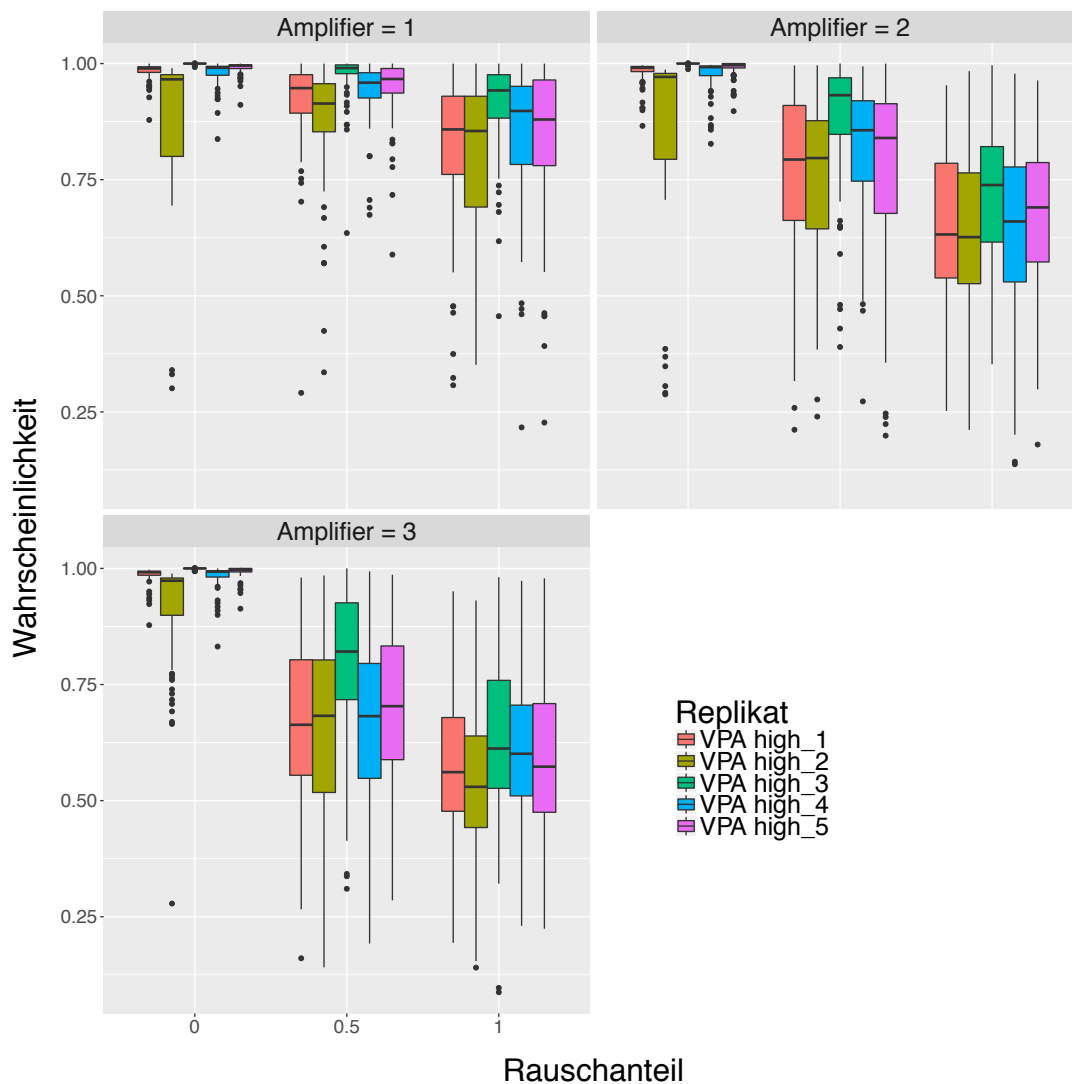 Amplifier = 1
Amplifier = 2
1.00
0.75
0.50
0.25
Wahrscheinlichkeit
Amplifier = 3
1.00
0.75
0.50
0.25
0
0.5
1
Rauschanteil
Replikat
VPA high_1
VPA high_2
VPA high_3
VPA high_4
VPA high_5